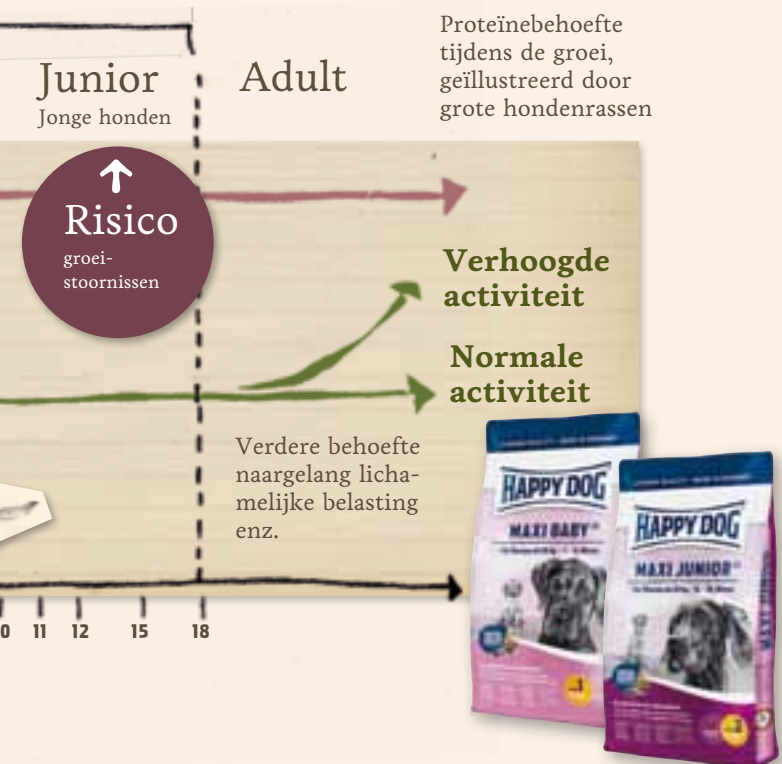 Proteïnebehoefte
tijdens de groei,
geïllustreerd door
grote hondenrassen
Junior
Jonge honden
Adult
Risico
groei-
stoornissen
Verhoogde
activiteit
Normale
activiteit
Verdere behoefte
naargelang licha-
melijke belasting
enz.
HAPPY DOG
MAXI BABY
HAPPY DOG
MAXI JUNIOR
0 11 12 15 18